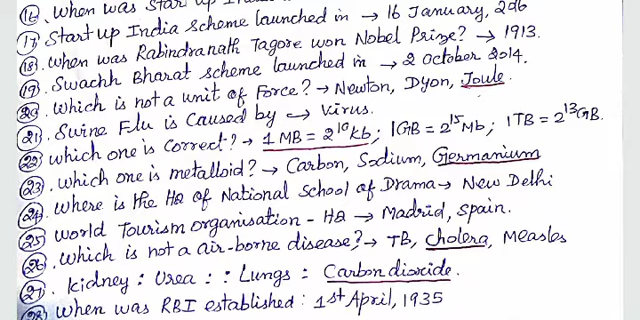 (16) When was Start up India
(17) Start up India scheme launched in → 16 January, 2016
(18) When was Rabindranath Tagore won Nobel Prize? → 1913.
(19) Swachh Bharat scheme launched in → 2 October 2014.
(20) Which is not a unit of Force? → Newton, Dyon, Joule.
(21) Swine Flu is Caused by → Virus.
(22) Which one is correct? → 1 MB = 2^10 kb; 1GB = 2^15 Mb; 1TB = 2^13 GB.
(23) Which one is metalloid? → Carbon, Sodium, Germanium
(24) Where is the HQ of National School of Drama → New Delhi
(25) World Tourism Organisation - HQ → Madrid, Spain.
(26) Which is not a air-borne disease? → TB, cholera, Measles
(27) Kidney : Urea : : Lungs : Carbondioxide.
(28) When was RBI established : 1st April, 1935